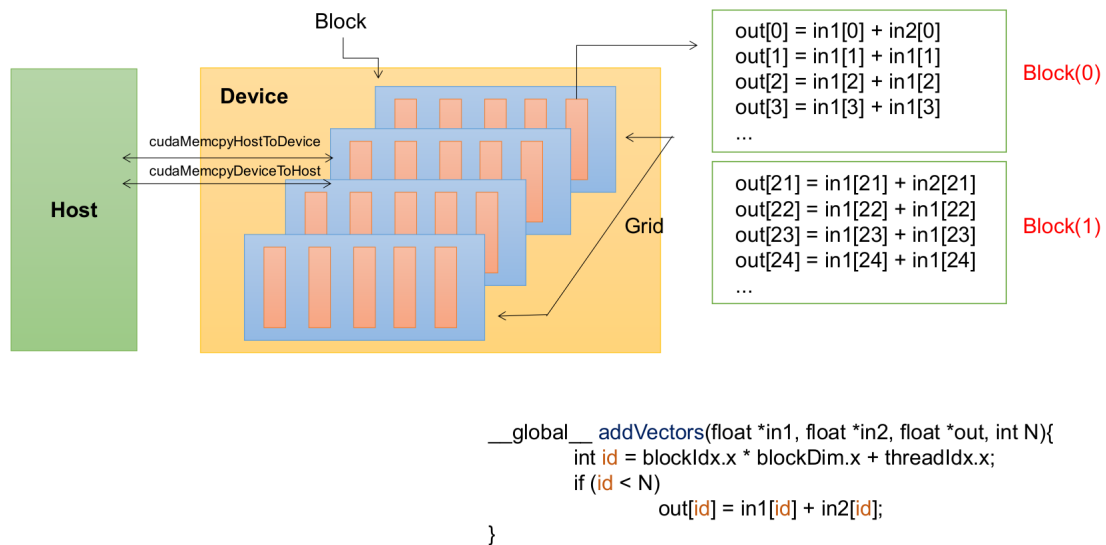 Block
Device
cudaMemcpyHostToDevice
cudaMemcpyDeviceToHost
Host
Grid
out[0] = in1[0] + in2[0]
out[1] = in1[1] + in1[1]
out[2] = in1[2] + in1[2]
out[3] = in1[3] + in1[3]
...
Block(0)
out[21] = in1[21] + in2[21]
out[22] = in1[22] + in1[22]
out[23] = in1[23] + in1[23]
out[24] = in1[24] + in1[24]
...
Block(1)
__global__ addVectors(float *in1, float *in2, float *out, int N){
int id = blockIdx.x * blockDim.x + threadIdx.x;
if (id < N)
out[id] = in1[id] + in2[id];
}